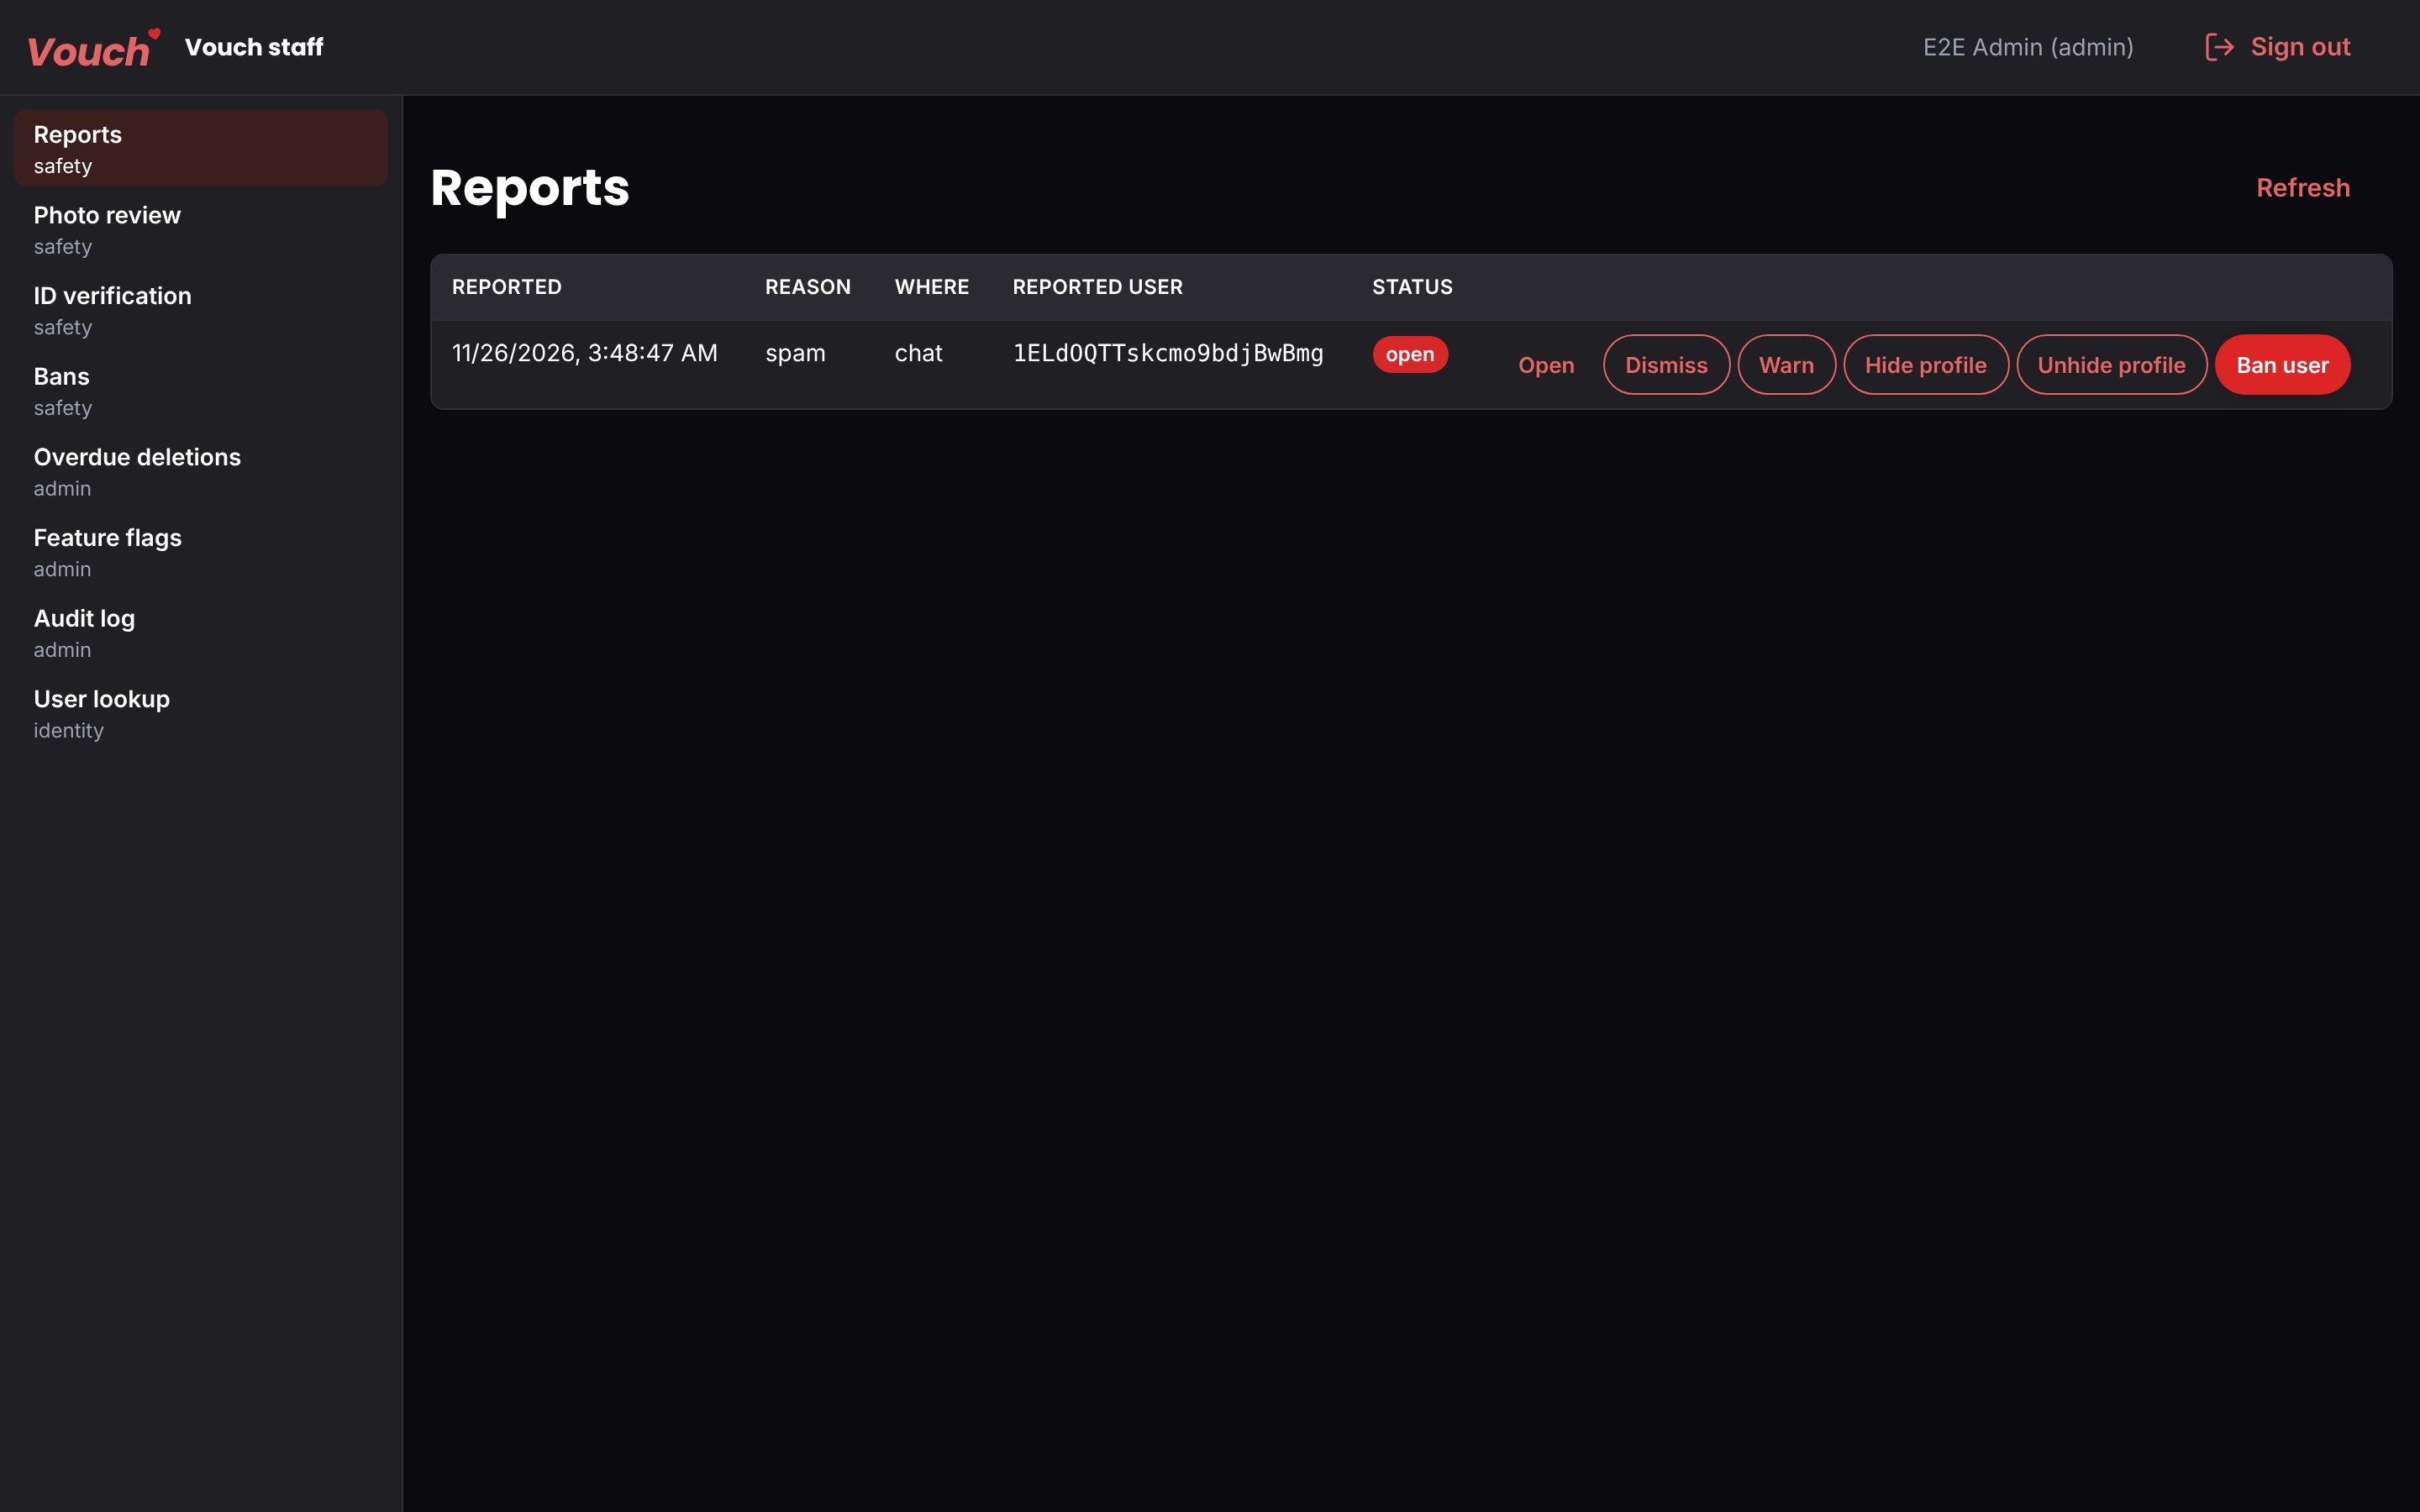 Vouch Vouch staff E2E Admin (admin) Sign out
Reports
safety
Photo review
safety
ID verification
safety
Bans
safety
Overdue deletions
admin
Feature flags
admin
Audit log
admin
User lookup
identity
Reports Refresh
REPORTED REASON WHERE REPORTED USER STATUS
11/26/2026, 3:48:47 AM spam chat 1ELdOQTTskcmo9bdjBwBmg open Open Dismiss Warn Hide profile Unhide profile Ban user